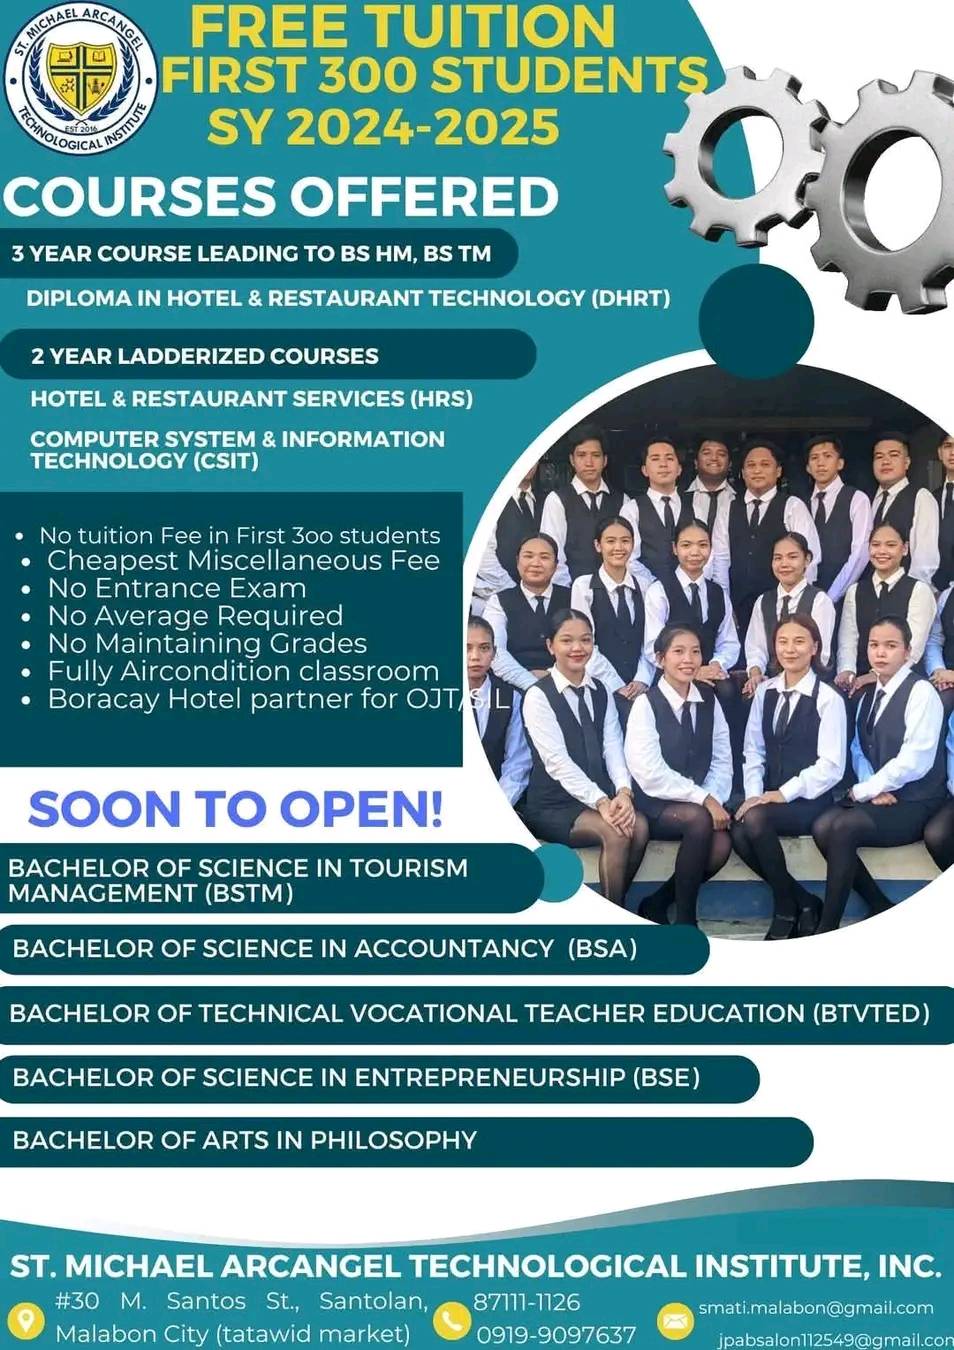 ST. MICHAEL ARCANGEL
TECHNOLOGICAL INSTITUTE
EST 2016
FREE TUITION
FIRST 300 STUDENTS
SY 2024-2025
COURSES OFFERED
3 YEAR COURSE LEADING TO BS HM, BS TM
DIPLOMA IN HOTEL & RESTAURANT TECHNOLOGY (DHRT)
2 YEAR LADDERIZED COURSES
HOTEL & RESTAURANT SERVICES (HRS)
COMPUTER SYSTEM & INFORMATION
TECHNOLOGY (CSIT)
• No tuition Fee in First 3oo students
• Cheapest Miscellaneous Fee
• No Entrance Exam
• No Average Required
• No Maintaining Grades
• Fully Aircondition classroom
• Boracay Hotel partner for OJT/SIL
SOON TO OPEN!
BACHELOR OF SCIENCE IN TOURISM
MANAGEMENT (BSTM)
BACHELOR OF SCIENCE IN ACCOUNTANCY (BSA)
BACHELOR OF TECHNICAL VOCATIONAL TEACHER EDUCATION (BTVTED)
BACHELOR OF SCIENCE IN ENTREPRENEURSHIP (BSE)
BACHELOR OF ARTS IN PHILOSOPHY
ST. MICHAEL ARCANGEL TECHNOLOGICAL INSTITUTE, INC.
#30 M. Santos St., Santolan,
Malabon City (tatawid market)
87111-1126
0919-9097637
smati.malabon@gmail.com
jpabsalon112549@gmail.com